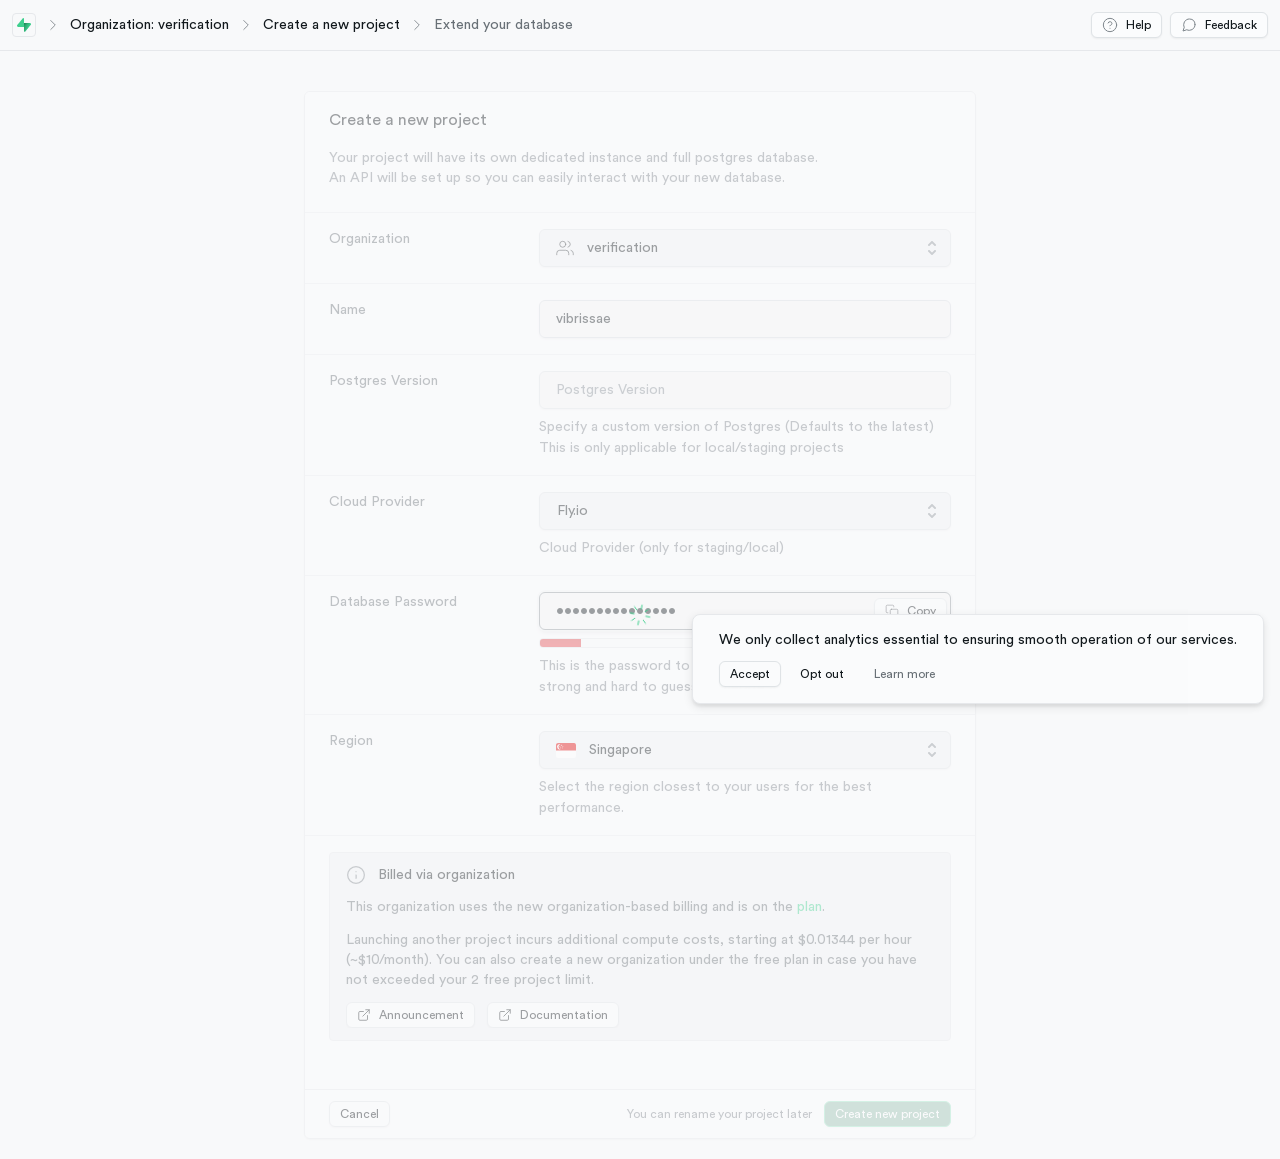 Organization: verification
Create a new project
Extend your database
Help
Feedback
Create a new project
Your project will have its own dedicated instance and full postgres database.
An API will be set up so you can easily interact with your new database.
Organization
verification
Name
vibrissae
Postgres Version
Postgres Version
Specify a custom version of Postgres (Defaults to the latest)
This is only applicable for local/staging projects
Cloud Provider
Fly.io
Cloud Provider (only for staging/local)
Database Password
Copy
This is the password to
strong and hard to gues
We only collect analytics essential to ensuring smooth operation of our services.
Accept
Opt out
Learn more
Region
Singapore
Select the region closest to your users for the best
performance.
Billed via organization
This organization uses the new organization-based billing and is on the plan.
Launching another project incurs additional compute costs, starting at $0.01344 per hour
(~$10/month). You can also create a new organization under the free plan in case you have
not exceeded your 2 free project limit.
Announcement
Documentation
Cancel
You can rename your project later
Create new project